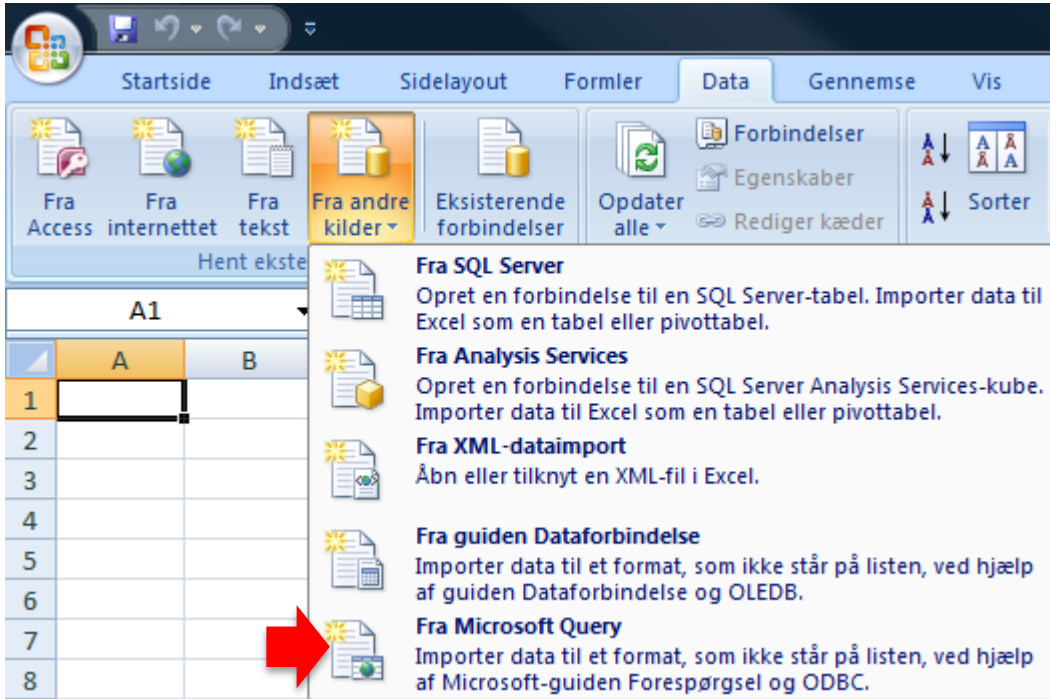 Startside Indsæt Sidelayout Formler Data Gennemse Vis
Fra Access
Fra internettet
Fra tekst
Fra andre kilder
Eksisterende forbindelser
Opdater alle
Forbindelser
Egenskaber
Rediger kæder
Sorter
Hent ekste
A1
Fra SQL Server
Opret en forbindelse til en SQL Server-tabel. Importer data til
Excel som en tabel eller pivottabel.
Fra Analysis Services
Opret en forbindelse til en SQL Server Analysis Services-kube.
Importer data til Excel som en tabel eller pivottabel.
Fra XML-dataimport
Åbn eller tilknyt en XML-fil i Excel.
Fra guiden Dataforbindelse
Importer data til et format, som ikke står på listen, ved hjælp
af guiden Dataforbindelse og OLEDB.
Fra Microsoft Query
Importer data til et format, som ikke står på listen, ved hjælp
af Microsoft-guiden Forespørgsel og ODBC.
A B
1
2
3
4
5
6
7
8